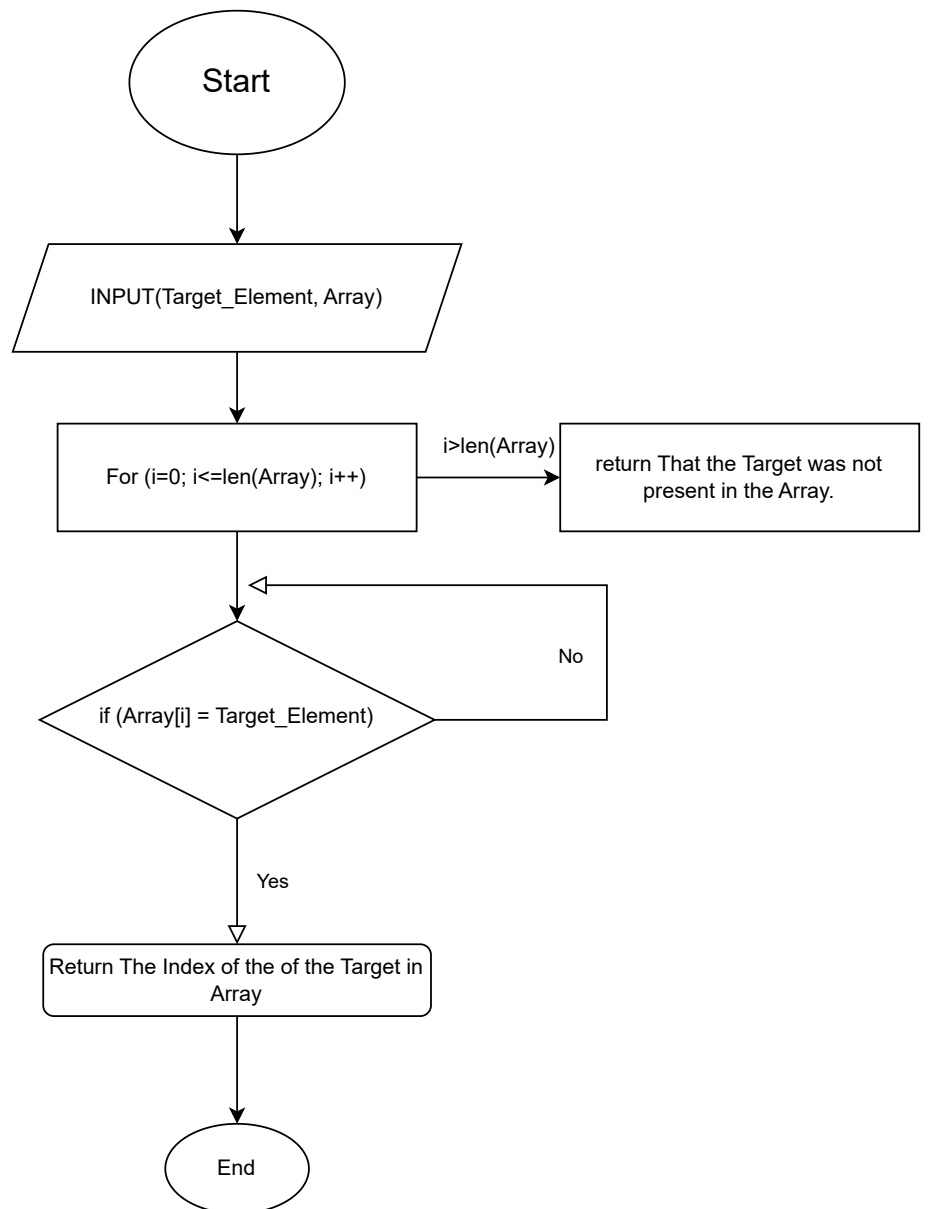 Start
INPUT(Target_Element, Array)
For (i=0; i<=len(Array); i++)
i>len(Array)
return That the Target was not
present in the Array.
No
if (Array[i] = Target_Element)
Yes
Return The Index of the of the Target in
Array
End